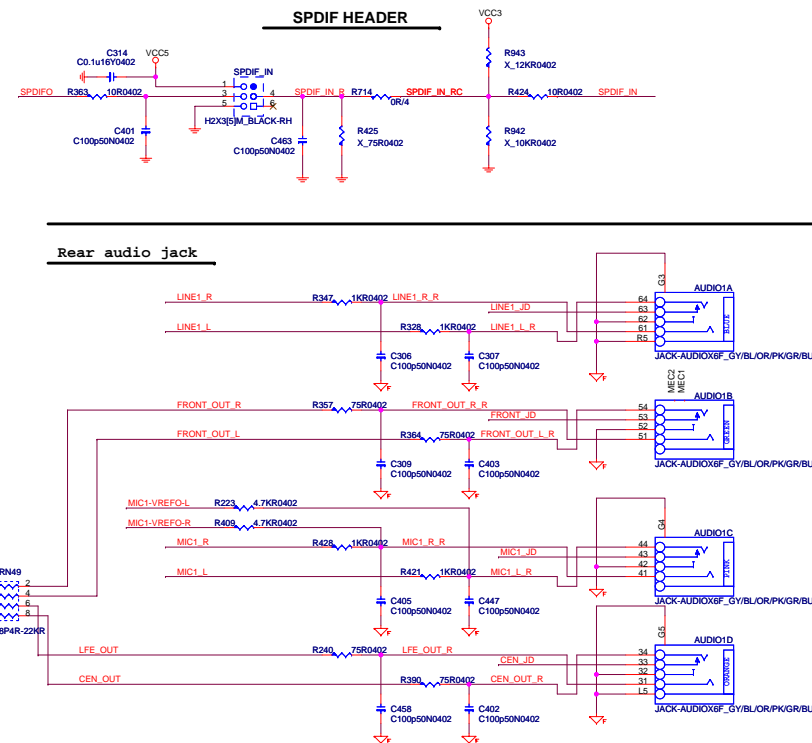 SPDIF HEADER
VCC3
C314
C0.1u16Y0402
VCC5
R943
X_12KR0402
SPDIF_IN
SPDIFO
R363
10R0402
1
3
5
4
6
SPDIF_IN_R
R714
0R/4
SPDIF_IN_RC
R424
10R0402
SPDIF_IN
H2X3[5]M_BLACK-RH
C401
C100p50N0402
C463
C100p50N0402
R425
X_75R0402
R942
X_10KR0402
Rear audio jack
G3
AUDIO1A
LINE1_R
R347
1KR0402
LINE1_R_R
LINE1_JD
LINE1_L
R328
1KR0402
LINE1_L_R
64
63
62
61
R5
BLUE
C306
C100p50N0402
C307
C100p50N0402
F
F
F
JACK-AUDIOX6F_GY/BL/OR/PK/GR/BL
MEC2
MEC1
AUDIO1B
FRONT_OUT_R
R357
75R0402
FRONT_OUT_R_R
FRONT_JD
FRONT_OUT_L
R364
75R0402
FRONT_OUT_L_R
54
53
52
51
GREEN
C309
C100p50N0402
C403
C100p50N0402
F
F
F
JACK-AUDIOX6F_GY/BL/OR/PK/GR/BL
MIC1-VREFO-L
R223
4.7KR0402
MIC1-VREFO-R
R409
4.7KR0402
G4
AUDIO1C
MIC1_R
R428
1KR0402
MIC1_R_R
MIC1_JD
MIC1_L
R421
1KR0402
MIC1_L_R
44
43
42
41
PINK
RN49
2
4
6
8
8P4R-22KR
C405
C100p50N0402
C447
C100p50N0402
F
F
F
JACK-AUDIOX6F_GY/BL/OR/PK/GR/BL
G5
AUDIO1D
LFE_OUT
R240
75R0402
LFE_OUT_R
CEN_JD
CEN_OUT
R390
75R0402
CEN_OUT_R
34
33
32
31
L5
ORANGE
C458
C100p50N0402
C402
C100p50N0402
F
F
F
JACK-AUDIOX6F_GY/BL/OR/PK/GR/BL